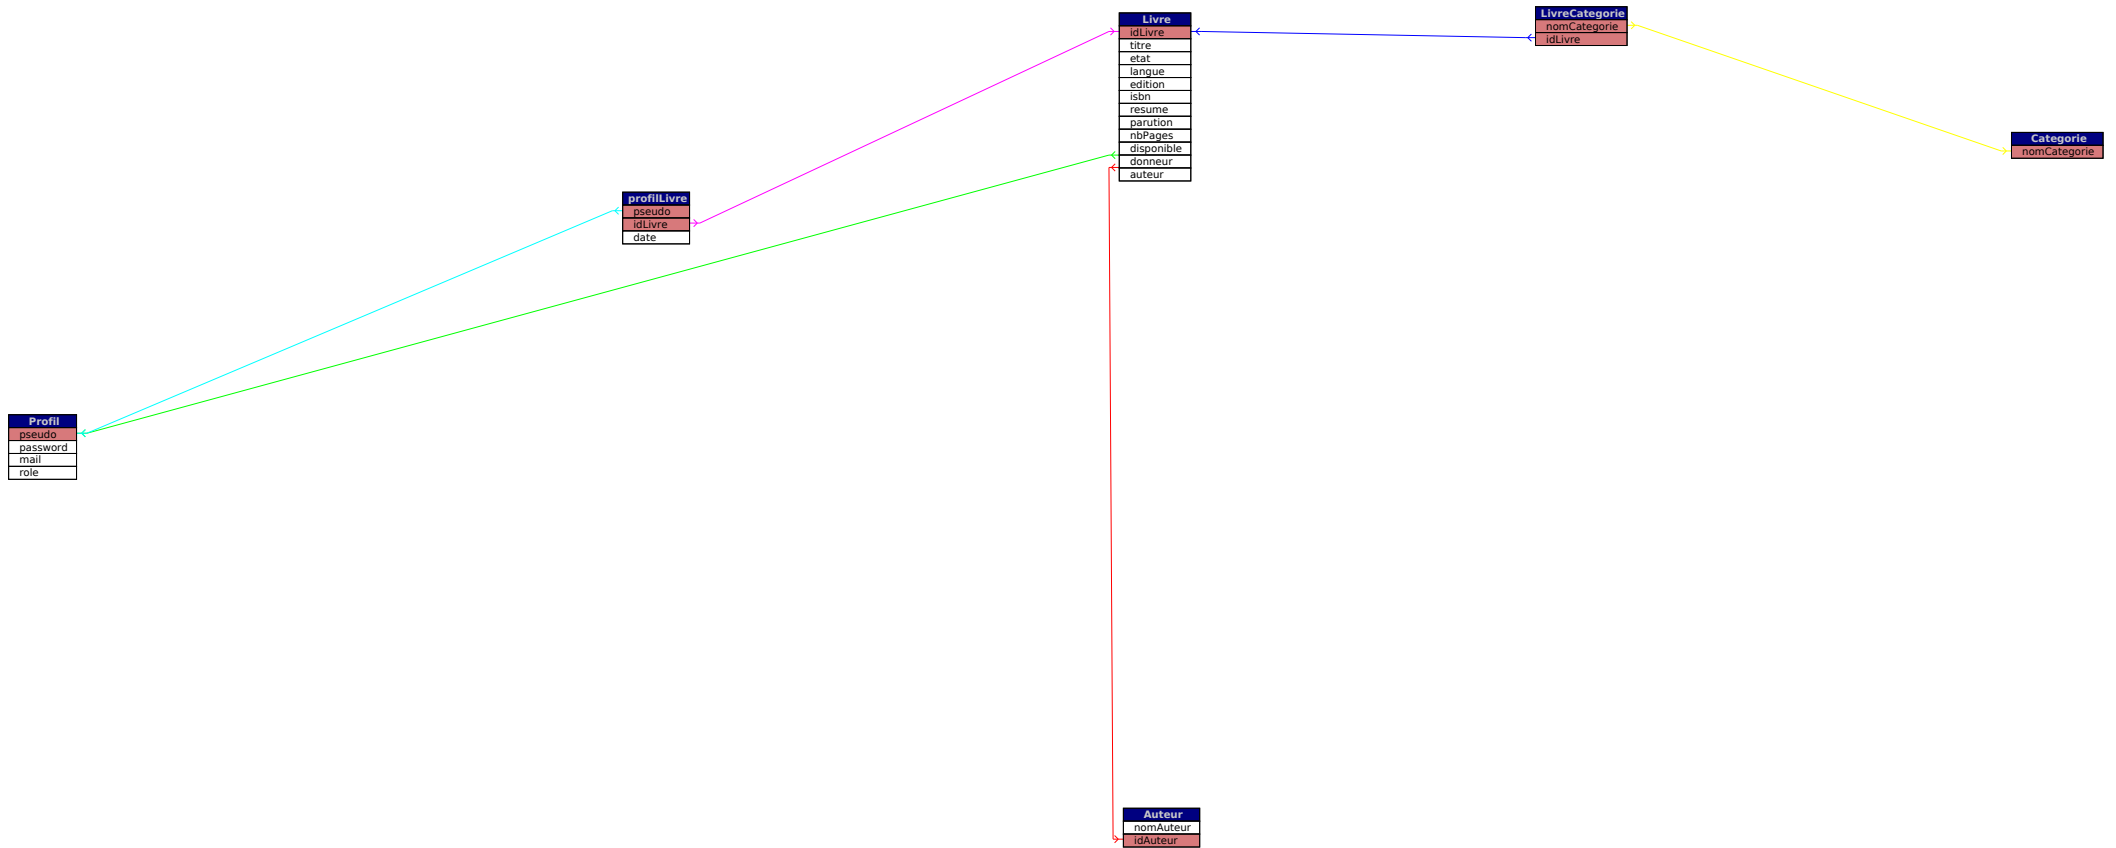 Livre
idLivre
titre
etat
langue
edition
isbn
resume
parution
nbPages
disponible
donneur
auteur
LivreCategorie
nomCategorie
idLivre
Categorie
nomCategorie
profilLivre
pseudo
idLivre
date
Profil
pseudo
password
mail
role
Auteur
nomAuteur
idAuteur